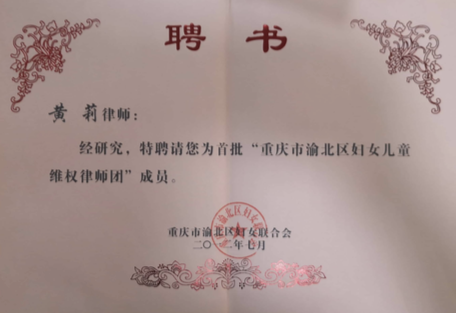 聘书
黄莉律师：
经研究，特聘请您为首批“重庆市渝北区妇女儿童
维权律师团”成员。
重庆市渝北区妇女联合会
二〇一二年七月